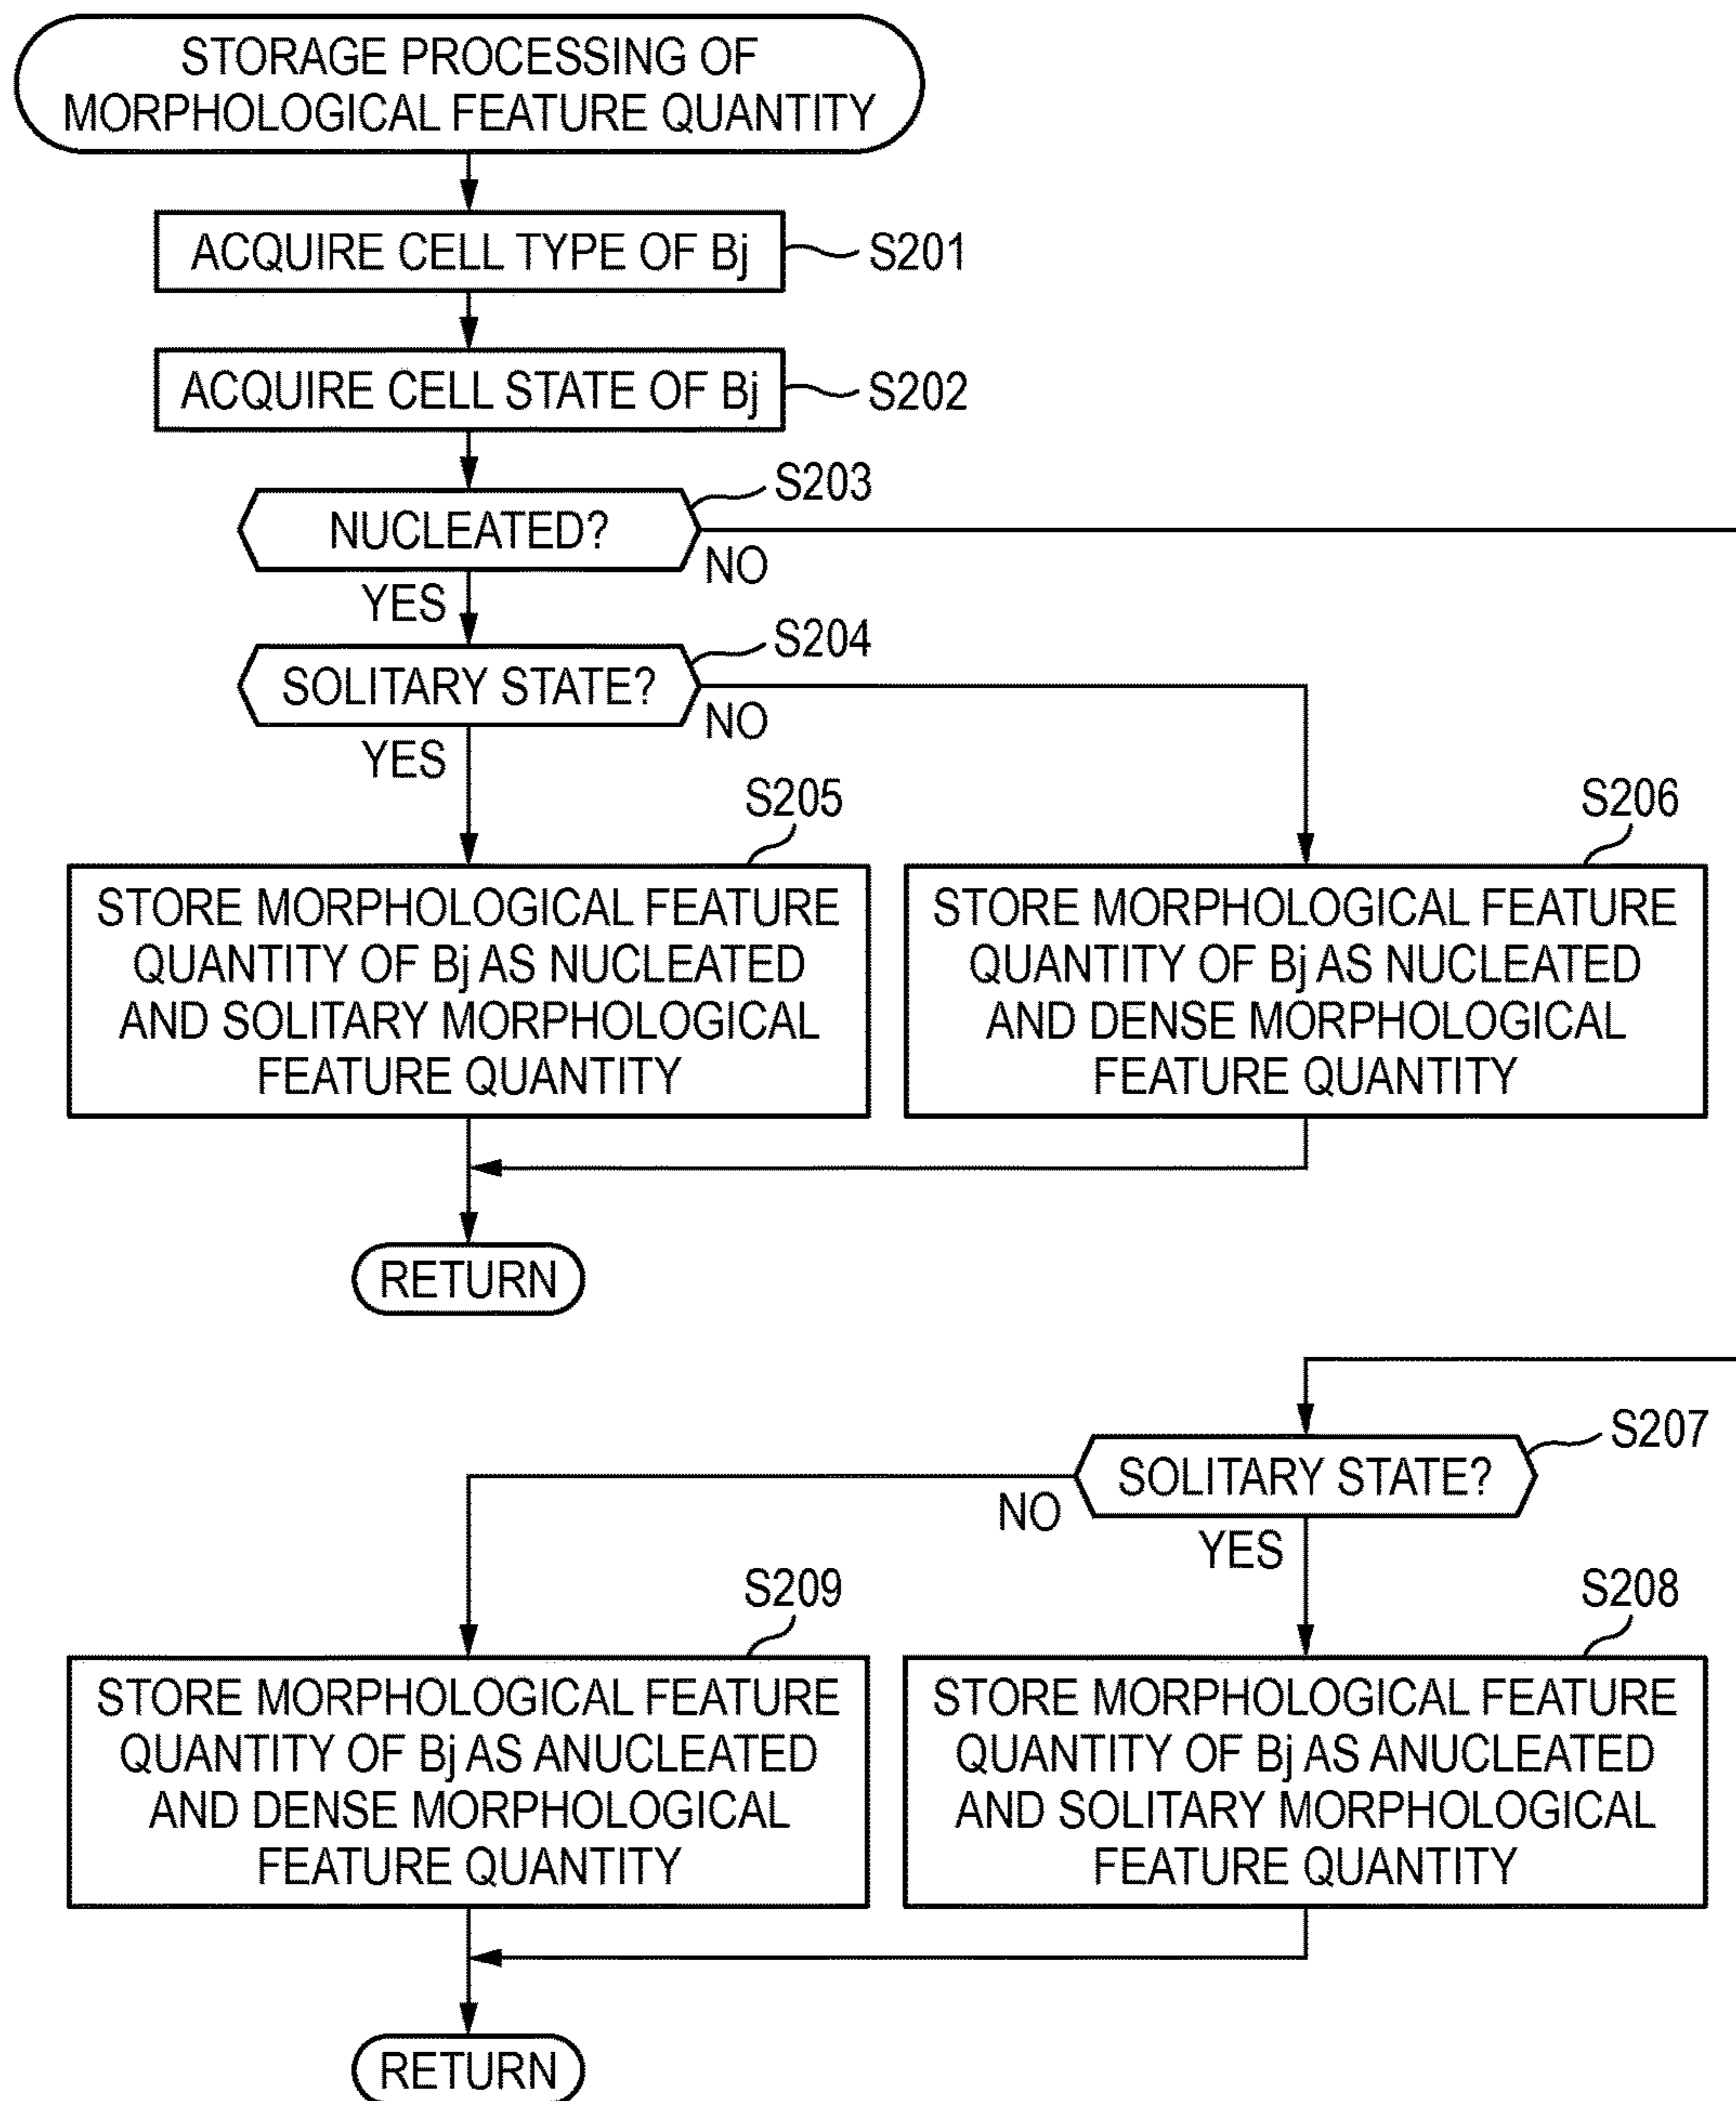 STORAGE PROCESSING OF
MORPHOLOGICAL FEATURE QUANTITY
ACQUIRE CELL TYPE OF Bj
S201
ACQUIRE CELL STATE OF Bj
S202
S203
NUCLEATED?
NO
YES
S204
SOLITARY STATE?
NO
YES
S205
STORE MORPHOLOGICAL FEATURE
QUANTITY OF Bj AS NUCLEATED
AND SOLITARY MORPHOLOGICAL
FEATURE QUANTITY
S206
STORE MORPHOLOGICAL FEATURE
QUANTITY OF Bj AS NUCLEATED
AND DENSE MORPHOLOGICAL
FEATURE QUANTITY
RETURN
S207
SOLITARY STATE?
NO
YES
S209
STORE MORPHOLOGICAL FEATURE
QUANTITY OF Bj AS ANUCLEATED
AND DENSE MORPHOLOGICAL
FEATURE QUANTITY
S208
STORE MORPHOLOGICAL FEATURE
QUANTITY OF Bj AS ANUCLEATED
AND SOLITARY MORPHOLOGICAL
FEATURE QUANTITY
RETURN